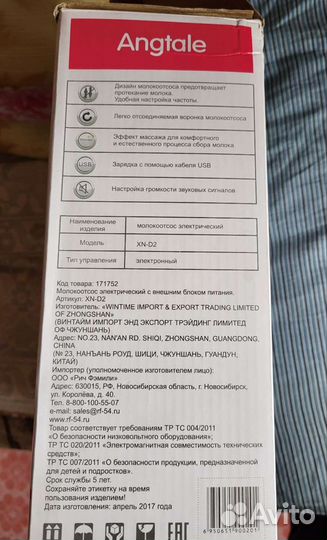 Angtale
Дизайн молокоотсоса предотвращает
протекание молока.
Удобная настройка частоты.
Легко отсоединяемая воронка молокоотсоса
Эффект массажа для комфортного
и естественного процесса сбора молока
USB
Зарядка с помощью кабеля USB
Настройка громкости звуковых сигналов
Наименование изделия молокоотсос электрический
Модель XN-D2
Тип управления электронный
Код товара: 171752
Молокоотсос электрический с внешним блоком питания.
Артикул: XN-D2
Изготовитель: «WINTIME IMPORT & EXPORT TRADING LIMITED
OF ZHONGSHAN»
(ВИНТАЙМ ИМПОРТ ЭНД ЭКСПОРТ ТРЭЙДИНГ ЛИМИТЕД
ОФ ЧЖУНШАНЬ)
Адрес: NO.23, NAN'AN RD. SHIQI, ZHONGSHAN, GUANGDONG,
CHINA
(№ 23, НАНЪАНЬ РОУД, ШИЦИ, ЧЖУНШАНЬ, ГУАНДУН,
КИТАЙ)
Импортер (уполномоченное изготовителем лицо):
ООО «Рич Фэмили»
Адрес: 630015, РФ, Новосибирская область, г. Новосибирск,
ул. Королёва, д. 40.
Тел. 8-800-100-55-07
e-mail: sales@rf-54.ru
www.rf-54.ru
Товар соответствует требованиям ТР ТС 004/2011
«О безопасности низковольтного оборудования»;
ТР ТС 020/2011 «Электромагнитная совместимость технических
средств»;
ТР ТС 007/2011 «О безопасности продукции, предназначенной
для детей и подростков».
Срок службы 5 лет.
Сохраняйте этикетку на время
пользования изделием!
Дата изготовления: апрель 2017 года
EAC
6950651900201
Avito